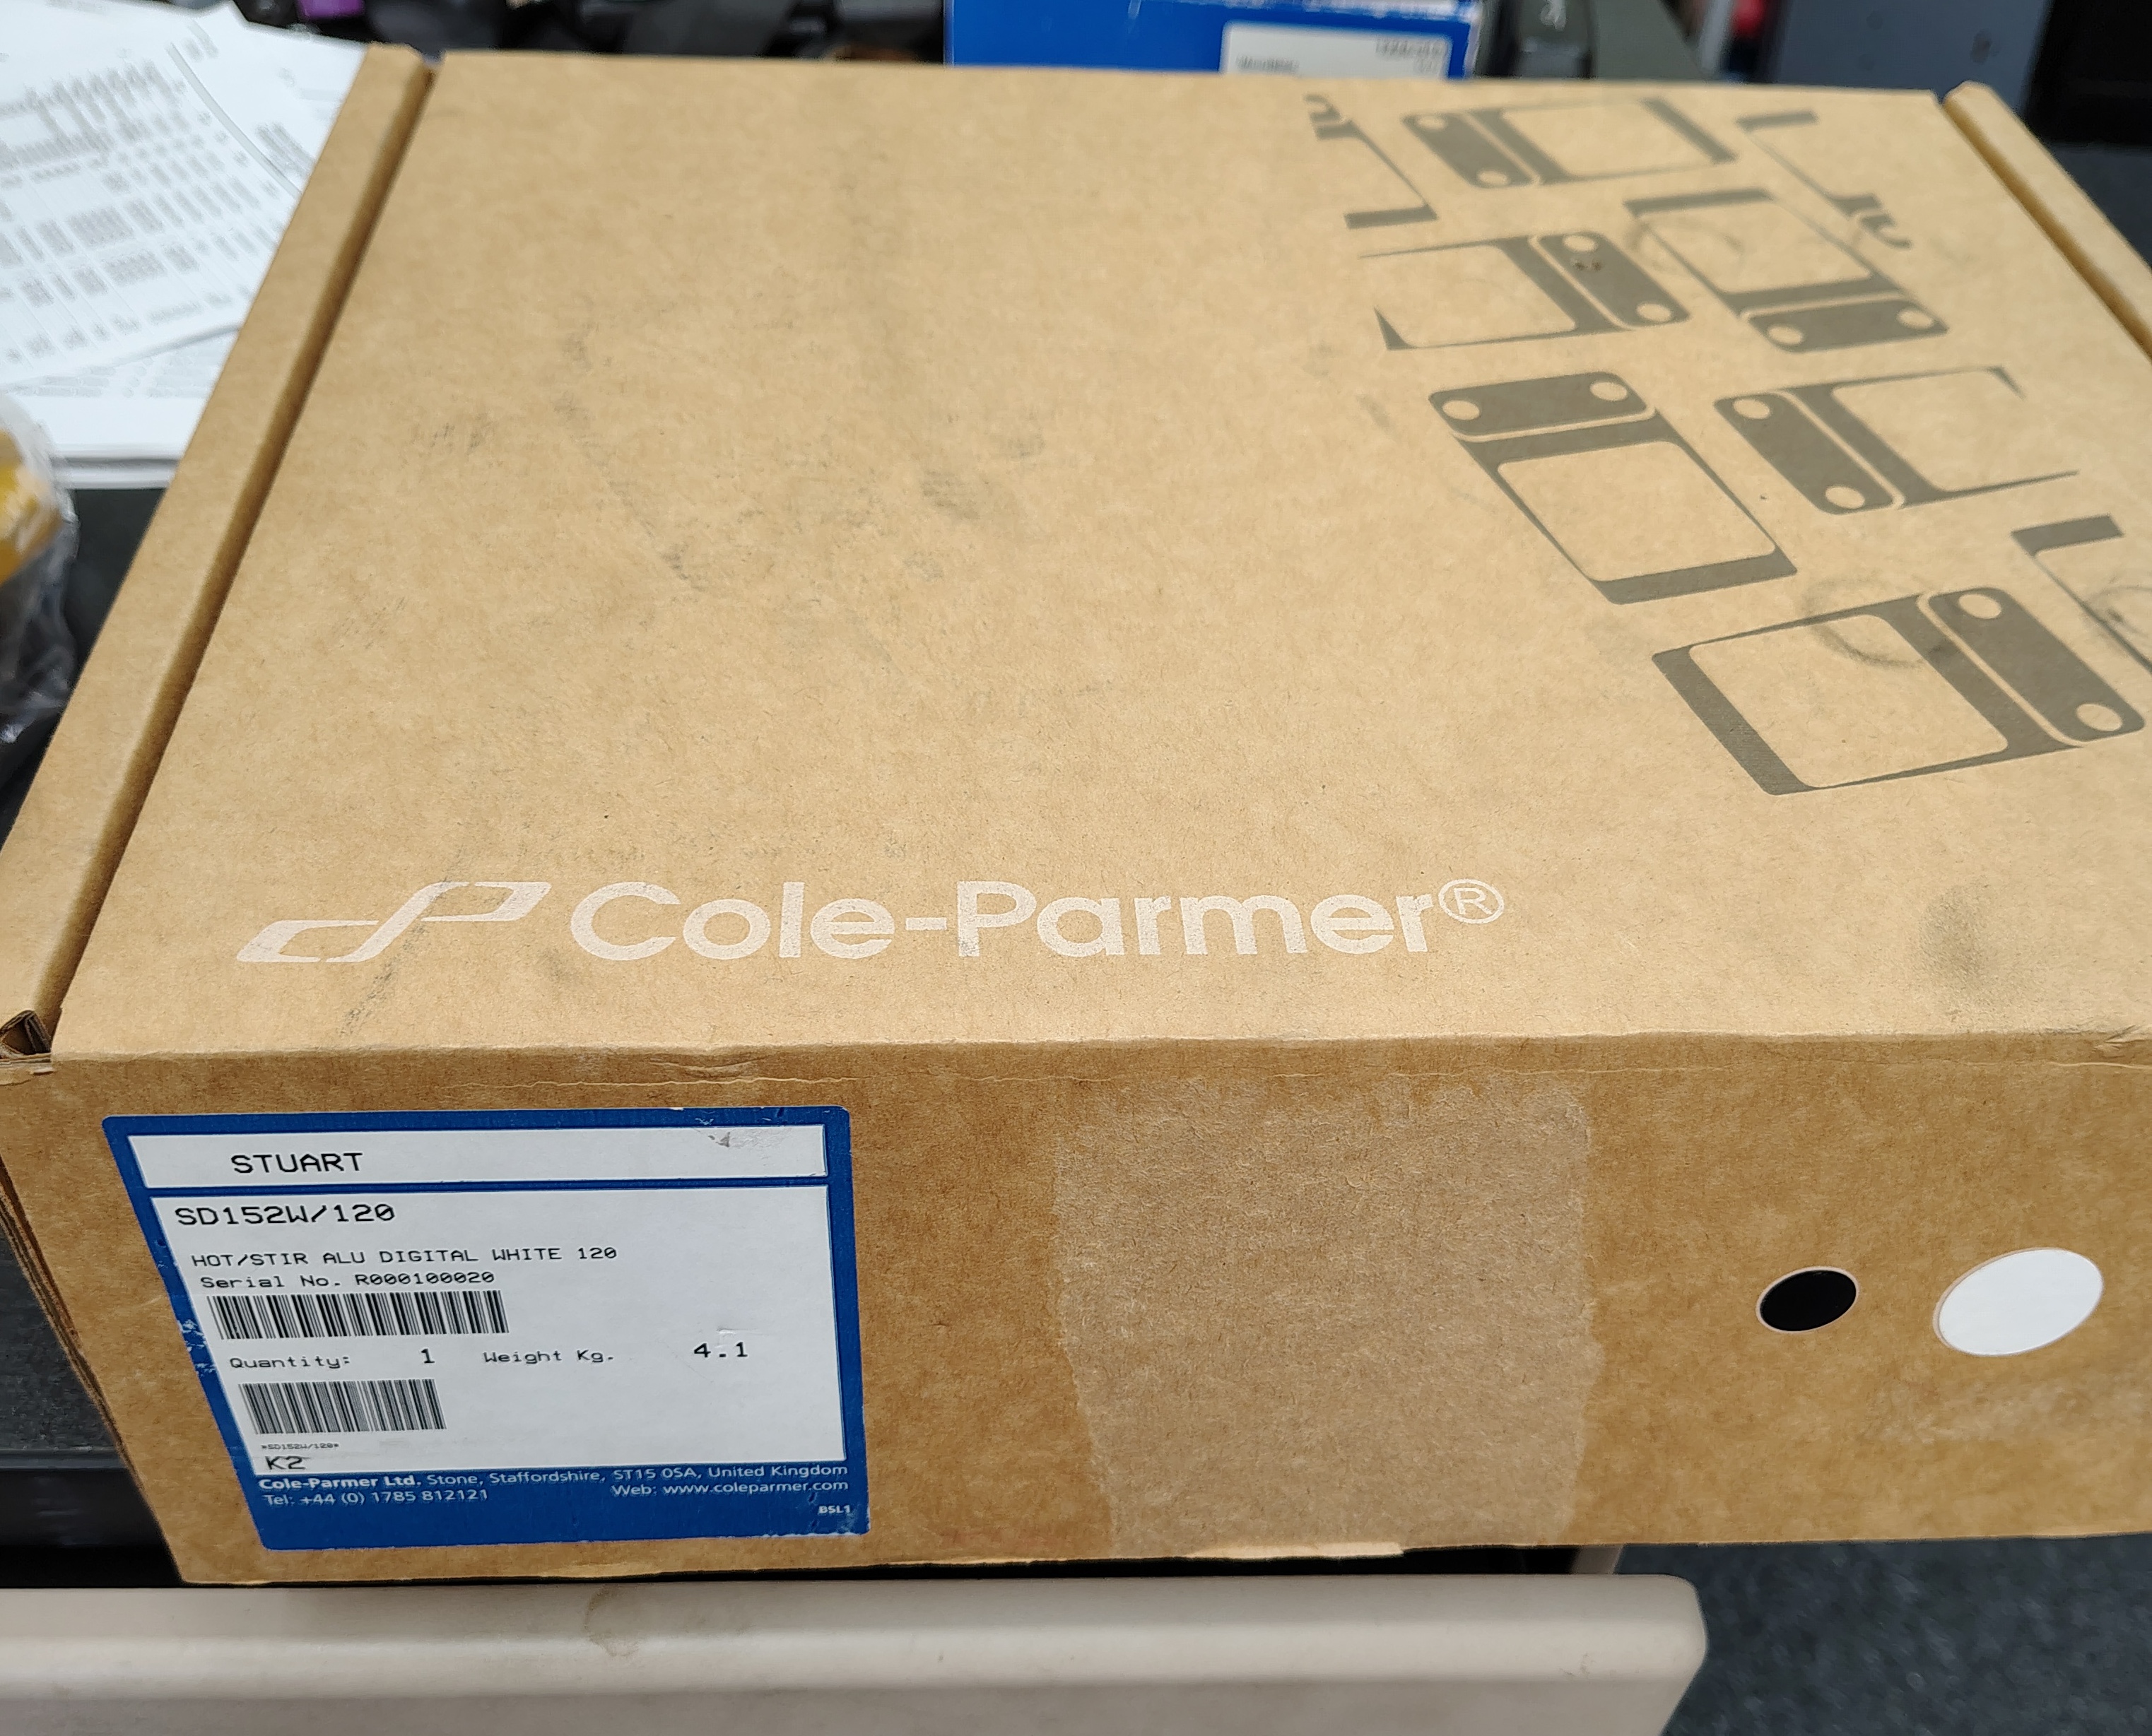 Cole-Parmer®
STUART
SD152W/120
HOT/STIR ALU DIGITAL WHITE 120
Serial No. R000100020
Quantity: 1 Weight Kg. 4.1
*SD152W/120*
K2
Cole-Parmer Ltd. Stone, Staffordshire, ST15 0SA, United Kingdom
Tel: +44 (0) 1785 812121 Web: www.coleparmer.com
BSL1